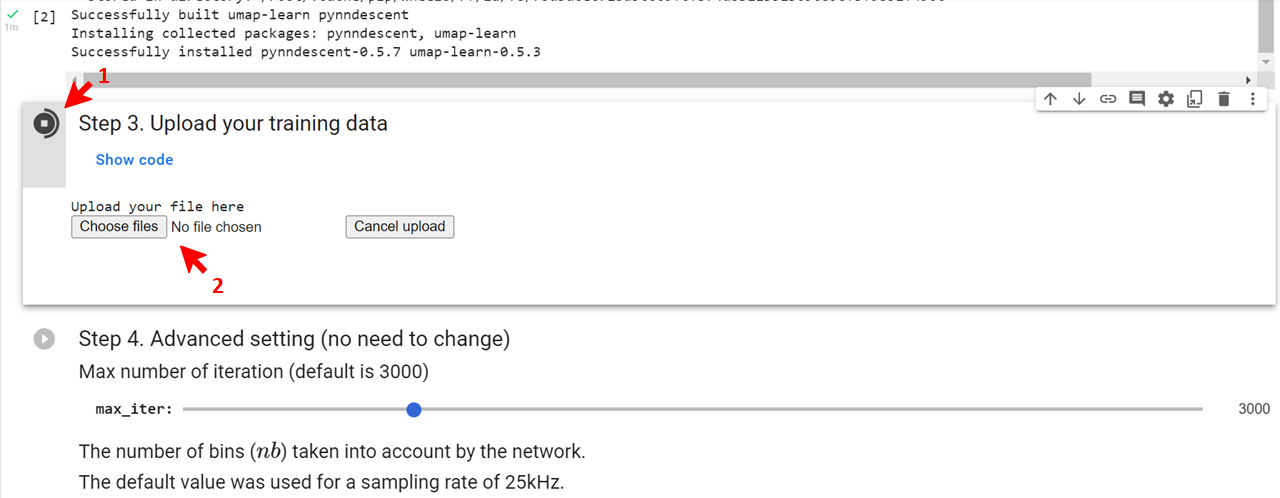 [2]
1m
Successfully built umap-learn pynndescent
Installing collected packages: pynndescent, umap-learn
Successfully installed pynndescent-0.5.7 umap-learn-0.5.3
1
Step 3. Upload your training data
Show code
Upload your file here
Choose files No file chosen Cancel upload
2
Step 4. Advanced setting (no need to change)
Max number of iteration (default is 3000)
max_iter: 3000
The number of bins (nb) taken into account by the network.
The default value was used for a sampling rate of 25kHz.